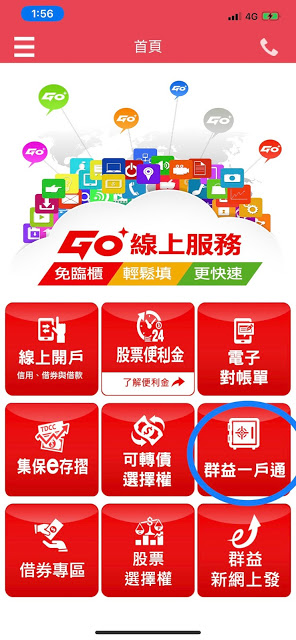 1:56
4G
首頁
GO
GO
GO
GO
GO
GO 線上服務
免臨櫃 輕鬆填 更快速
線上開戶
信用、借券與借款
24
股票便利金
了解便利金
電子
對帳單
TDCC
集保e存摺
可轉債
選擇權
群益一戶通
借券專區
股票
選擇權
群益
新網上發